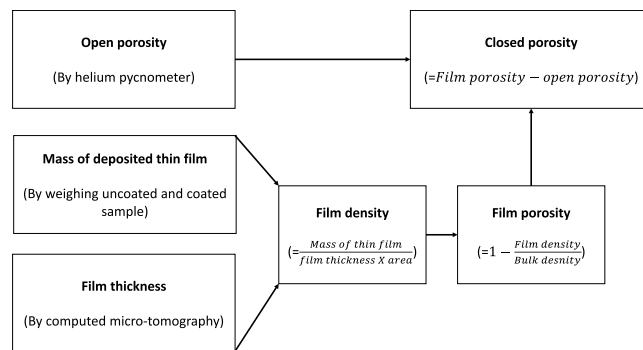 Open porosity
(By helium pycnometer)
Closed porosity
(=Film porosity − open porosity)
Mass of deposited thin film
(By weighing uncoated and coated
sample)
Film density
(=Mass of thin film
film thickness X area)
Film porosity
(=1 − Film density
Bulk desnity)
Film thickness
(By computed micro-tomography)